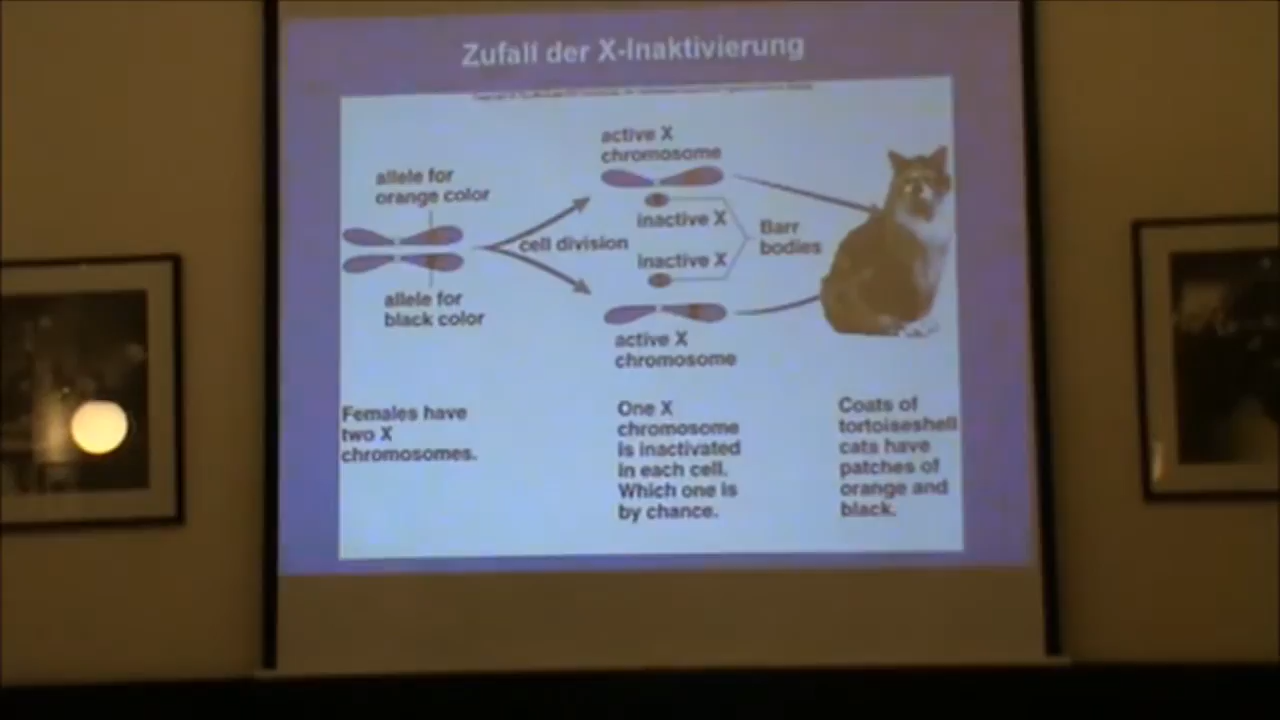 Zufall der X-Inaktivierung
active X
chromosome
allele for
orange color
inactive X
cell division
Barr
bodies
inactive X
allele for
black color
active X
chromosome
Females have
two X
chromosomes.
One X
chromosome
is inactivated
in each cell.
Which one is
by chance.
Coats of
tortoiseshell
cats have
patches of
orange and
black.